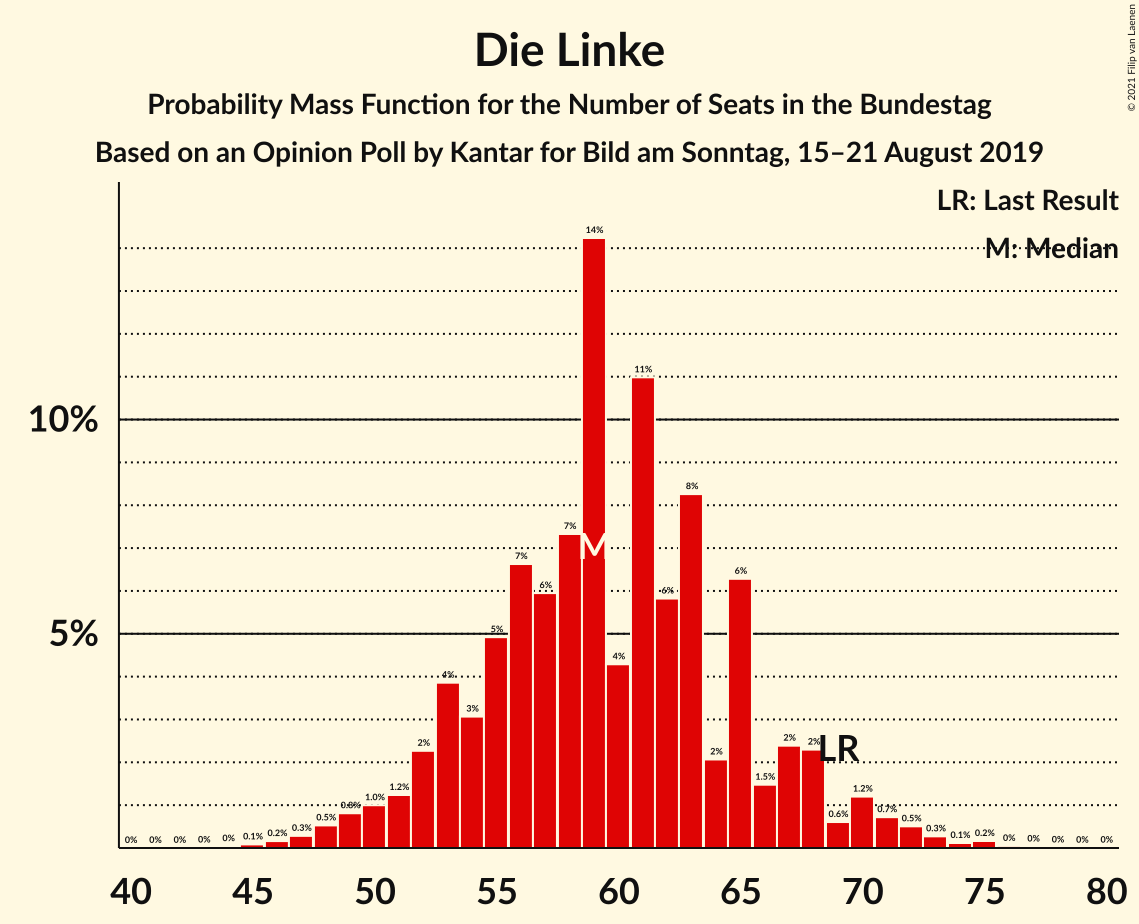 Die Linke
Probability Mass Function for the Number of Seats in the Bundestag
Based on an Opinion Poll by Kantar for Bild am Sonntag, 15–21 August 2019
© 2021 Filip van Laenen
LR: Last Result
M: Median
10%
5%
0% 0% 0% 0% 0% 0.1% 0.2% 0.3% 0.5% 0.8% 1.0% 1.2% 2% 4% 3% 5% 7% 6% 7% 14% 4% 11% 6% 8% 2% 6% 1.5% 2% 2% 0.6% 1.2% 0.7% 0.5% 0.3% 0.1% 0.2% 0% 0% 0% 0% 0%
M
LR
40 45 50 55 60 65 70 75 80